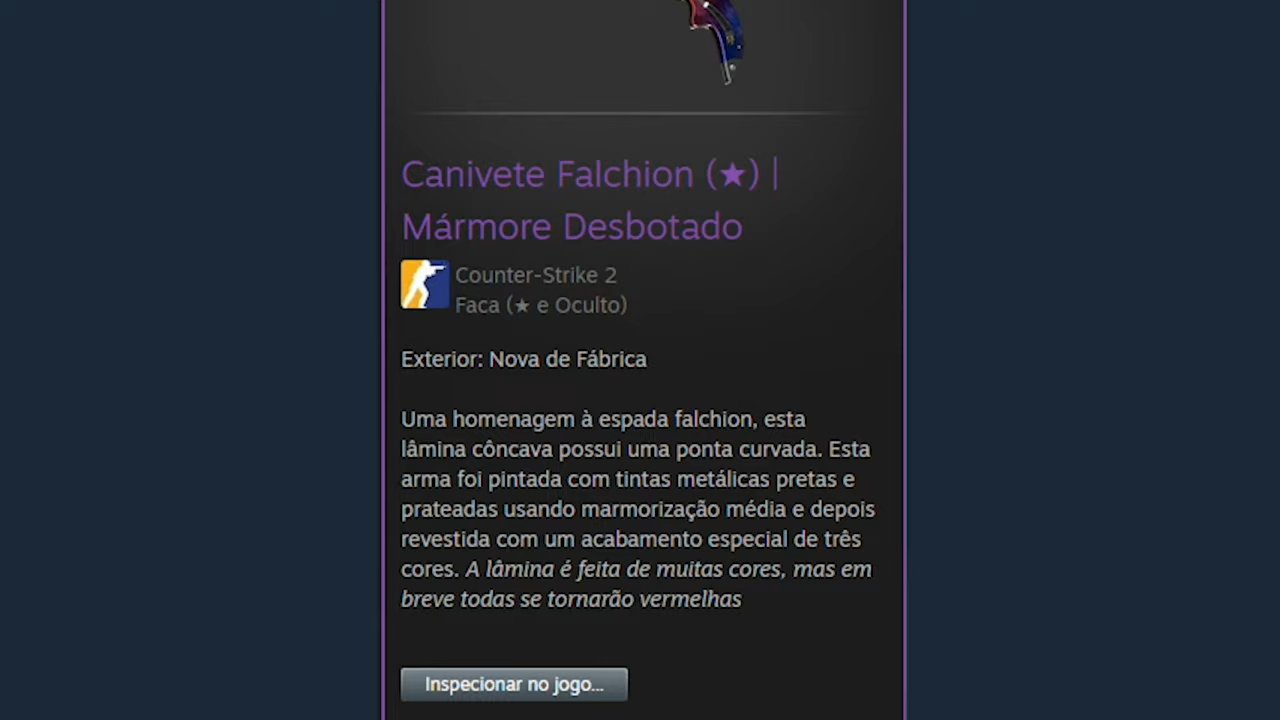 Canivete Falchion (★) |
Mármore Desbotado
Counter-Strike 2
Faca (★ e Oculto)
Exterior: Nova de Fábrica
Uma homenagem à espada falchion, esta
lâmina côncava possui uma ponta curvada. Esta
arma foi pintada com tintas metálicas pretas e
prateadas usando marmorização média e depois
revestida com um acabamento especial de três
cores. A lâmina é feita de muitas cores, mas em
breve todas se tornarão vermelhas
Inspecionar no jogo...